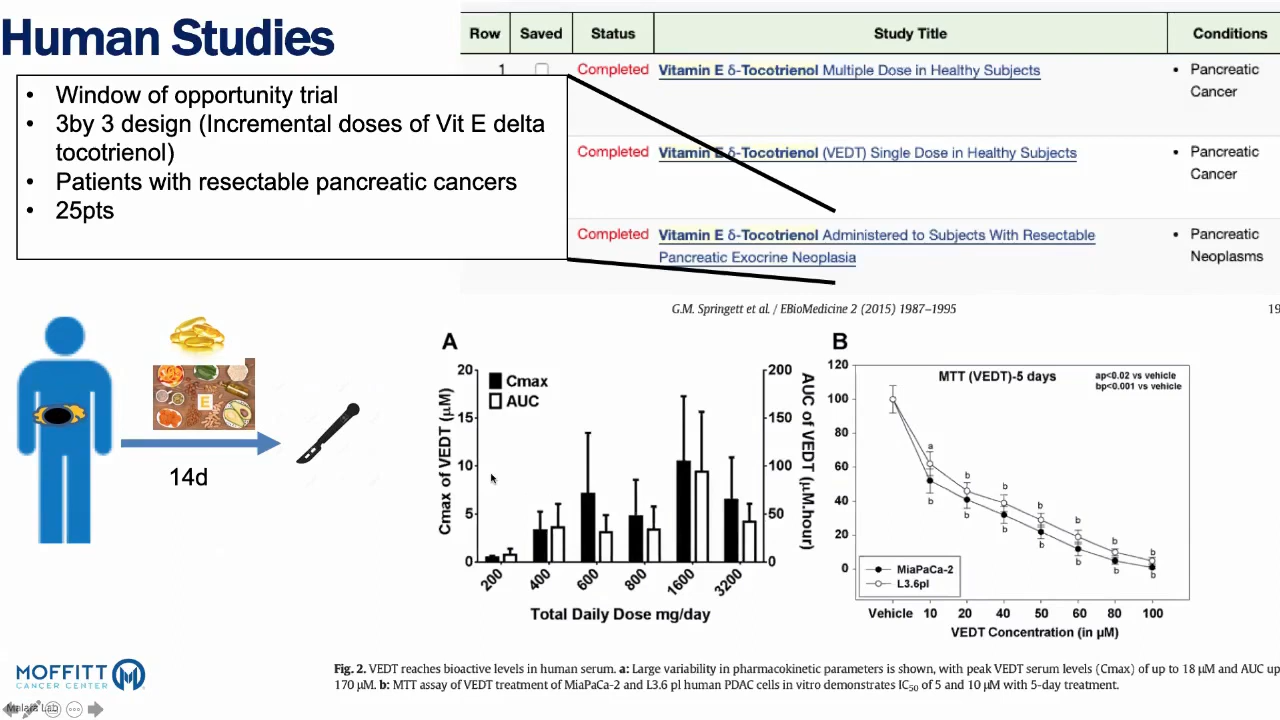 Human Studies
Row Saved Status Study Title Conditions
1 Completed Vitamin E δ-Tocotrienol Multiple Dose in Healthy Subjects • Pancreatic
Cancer
Completed Vitamin E δ-Tocotrienol (VEDT) Single Dose in Healthy Subjects • Pancreatic
Cancer
Completed Vitamin E δ-Tocotrienol Administered to Subjects With Resectable • Pancreatic
Pancreatic Exocrine Neoplasia Neoplasms
• Window of opportunity trial
• 3by 3 design (Incremental doses of Vit E delta
tocotrienol)
• Patients with resectable pancreatic cancers
• 25pts
G.M. Springett et al. / EBioMedicine 2 (2015) 1987–1995 19
E
14d
A
Cmax
AUC
Cmax of VEDT (μM)
20
15
10
5
0
200
150
100
50
0
AUC of VEDT (μM.hour)
200 400 600 800 1600 3200
Total Daily Dose mg/day
B
MTT (VEDT)-5 days
ap<0.02 vs vehicle
bp<0.001 vs vehicle
120
100
80
60
40
20
0
a
b b b b b b
b b b b b b b
MiaPaCa-2
L3.6pl
Vehicle 10 20 40 50 60 80 100
VEDT Concentration (in μM)
MOFFITT M
CANCER CENTER
Malafa Lab
Fig. 2. VEDT reaches bioactive levels in human serum. a: Large variability in pharmacokinetic parameters is shown, with peak VEDT serum levels (Cmax) of up to 18 μM and AUC up
170 μM. b: MTT assay of VEDT treatment of MiaPaCa-2 and L3.6 pl human PDAC cells in vitro demonstrates IC50 of 5 and 10 μM with 5-day treatment.